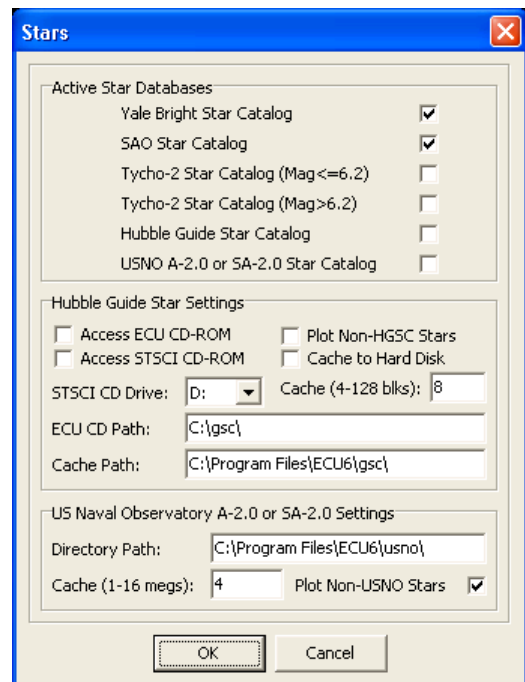 Stars
Active Star Databases
Yale Bright Star Catalog
SAO Star Catalog
Tycho-2 Star Catalog (Mag<=6.2)
Tycho-2 Star Catalog (Mag>6.2)
Hubble Guide Star Catalog
USNO A-2.0 or SA-2.0 Star Catalog
Hubble Guide Star Settings
Access ECU CD-ROM Plot Non-HGSC Stars
Access STSCI CD-ROM Cache to Hard Disk
STSCI CD Drive: D: Cache (4-128 blks): 8
ECU CD Path: C:\gsc\
Cache Path: C:\Program Files\ECU6\gsc\
US Naval Observatory A-2.0 or SA-2.0 Settings
Directory Path: C:\Program Files\ECU6\usno\
Cache (1-16 megs): 4 Plot Non-USNO Stars
OK Cancel